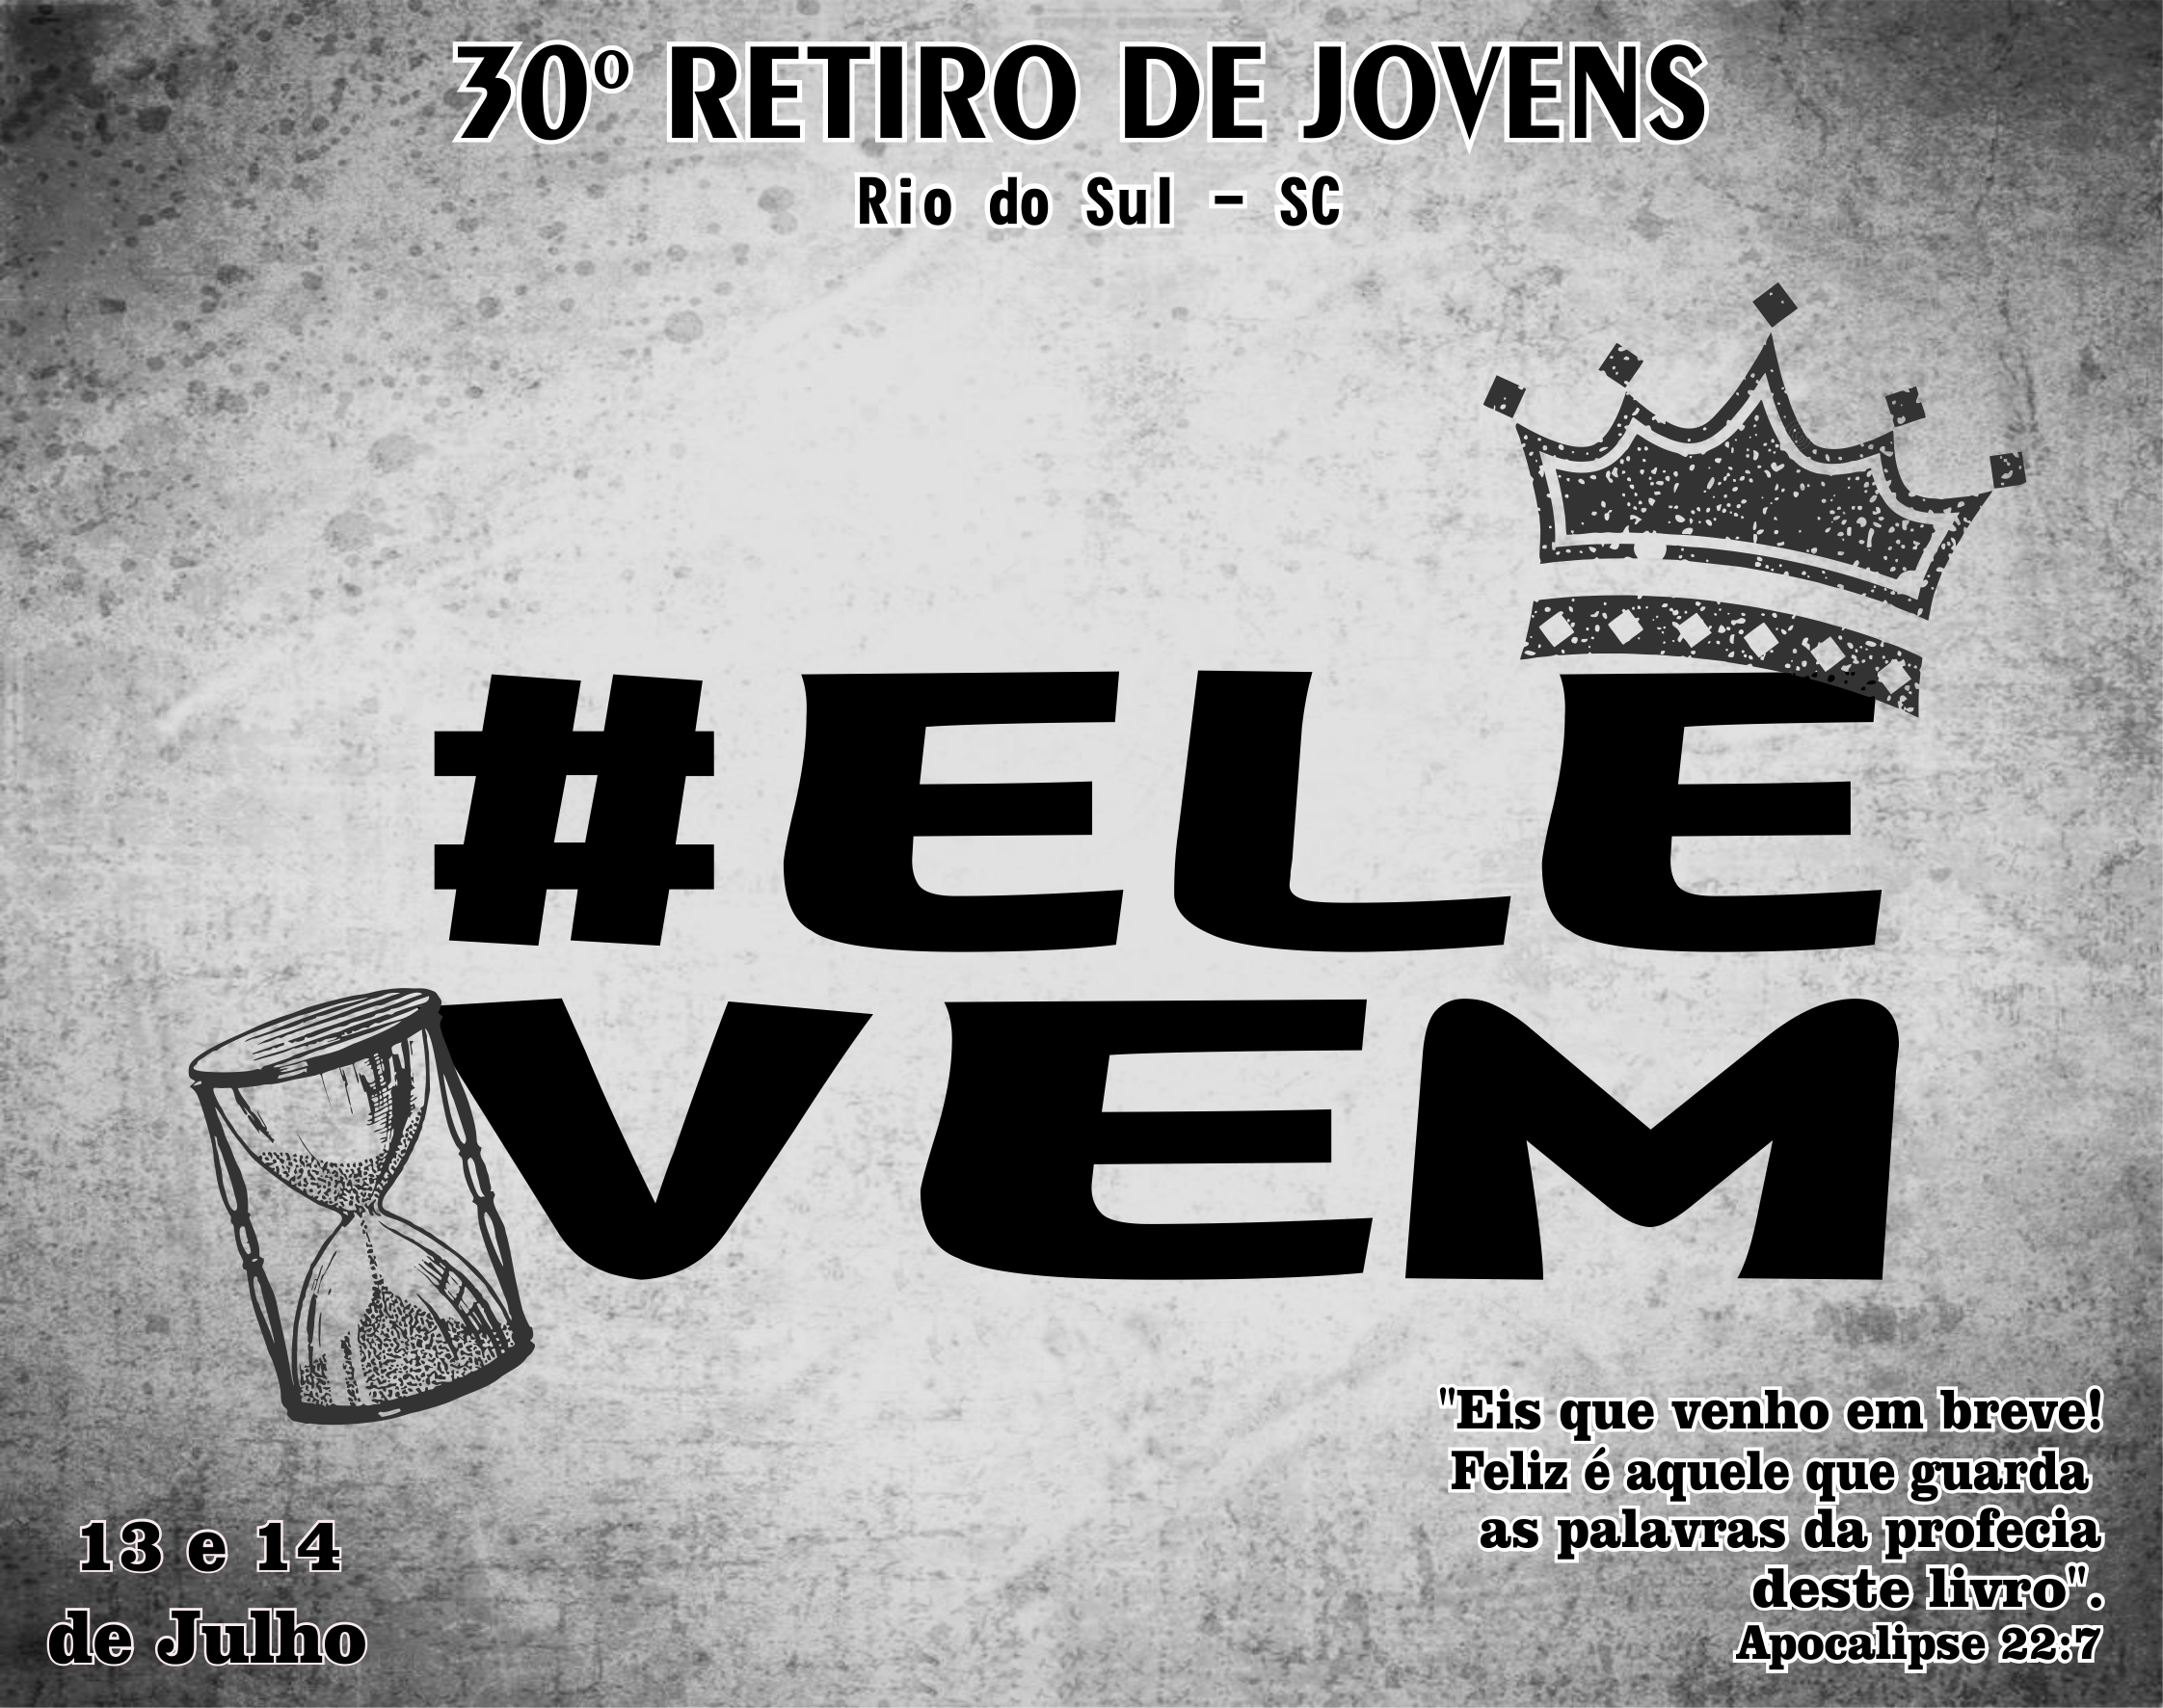 30º RETIRO DE JOVENS
Rio do Sul - SC
#ELE
VEM
"Eis que venho em breve!
Feliz é aquele que guarda
as palavras da profecia
deste livro".
Apocalipse 22:7
13 e 14
de Julho